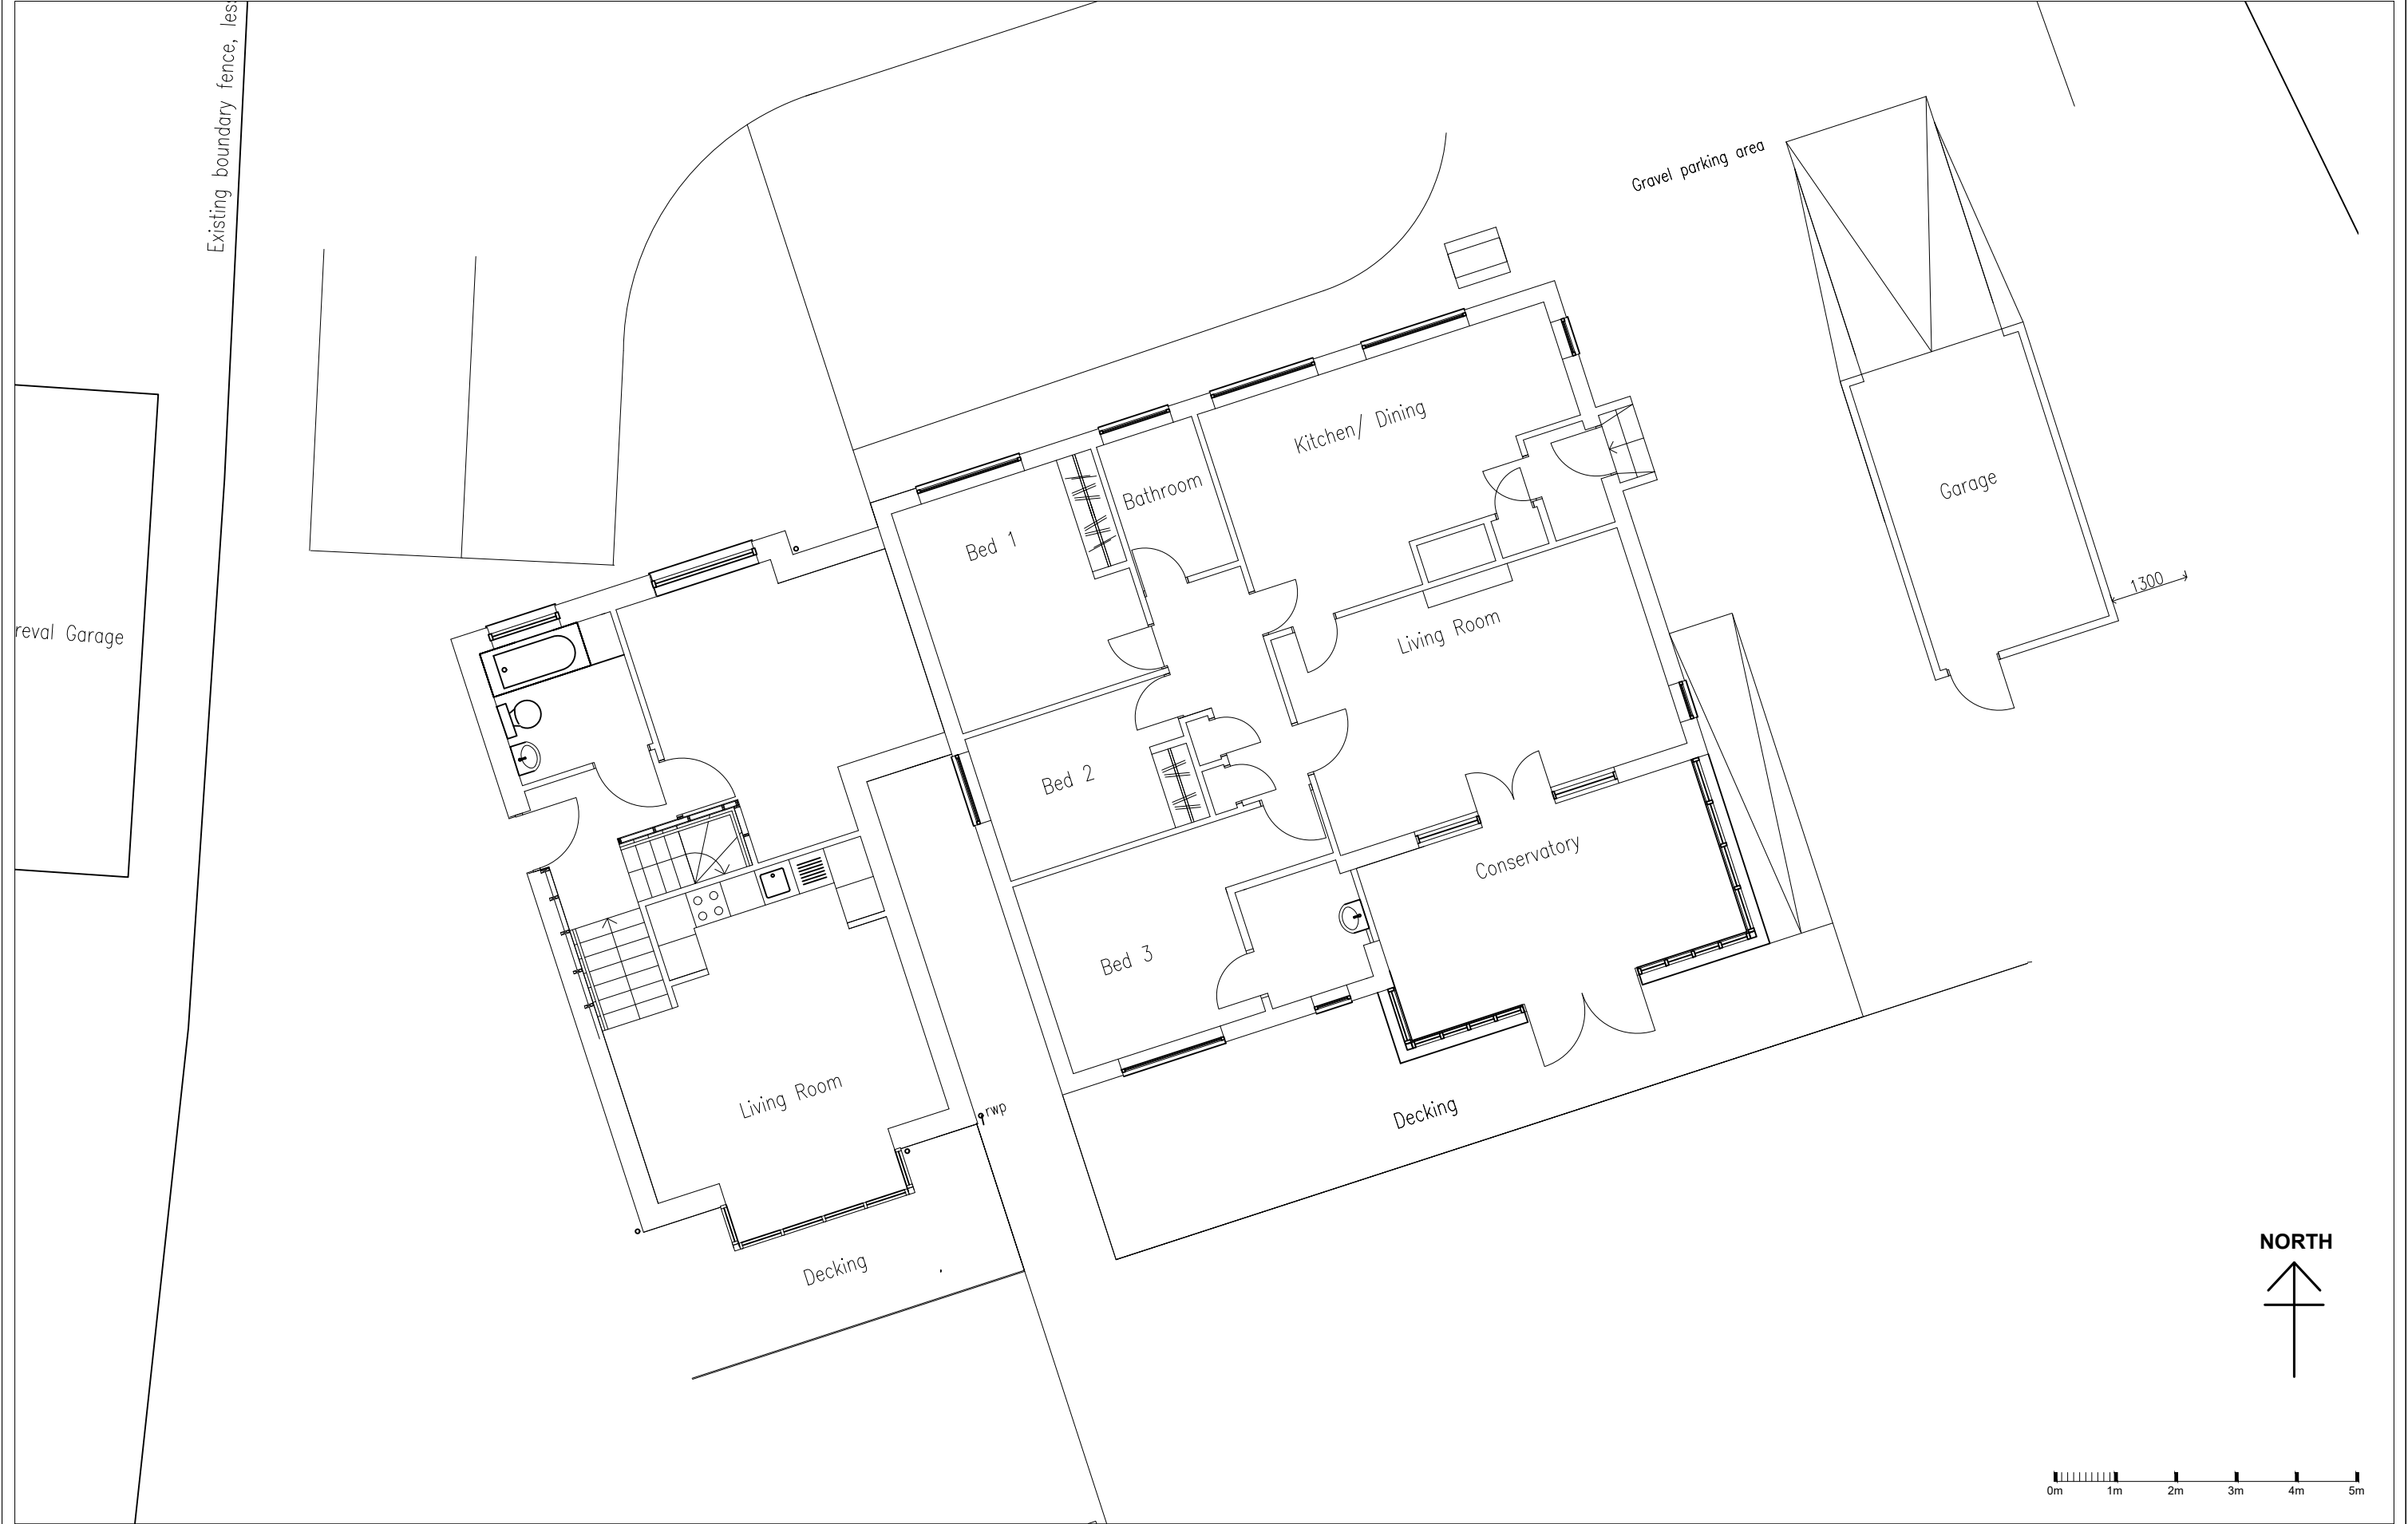 Existing boundary fence,
Gravel parking area
Kitchen/ Dining
Bathroom
Garage
Bed 1
1300
reval Garage
Living Room
Bed 2
Conservatory
Bed 3
Living Room
rwp
Decking
Decking
NORTH
0m 1m 2m 3m 4m 5m